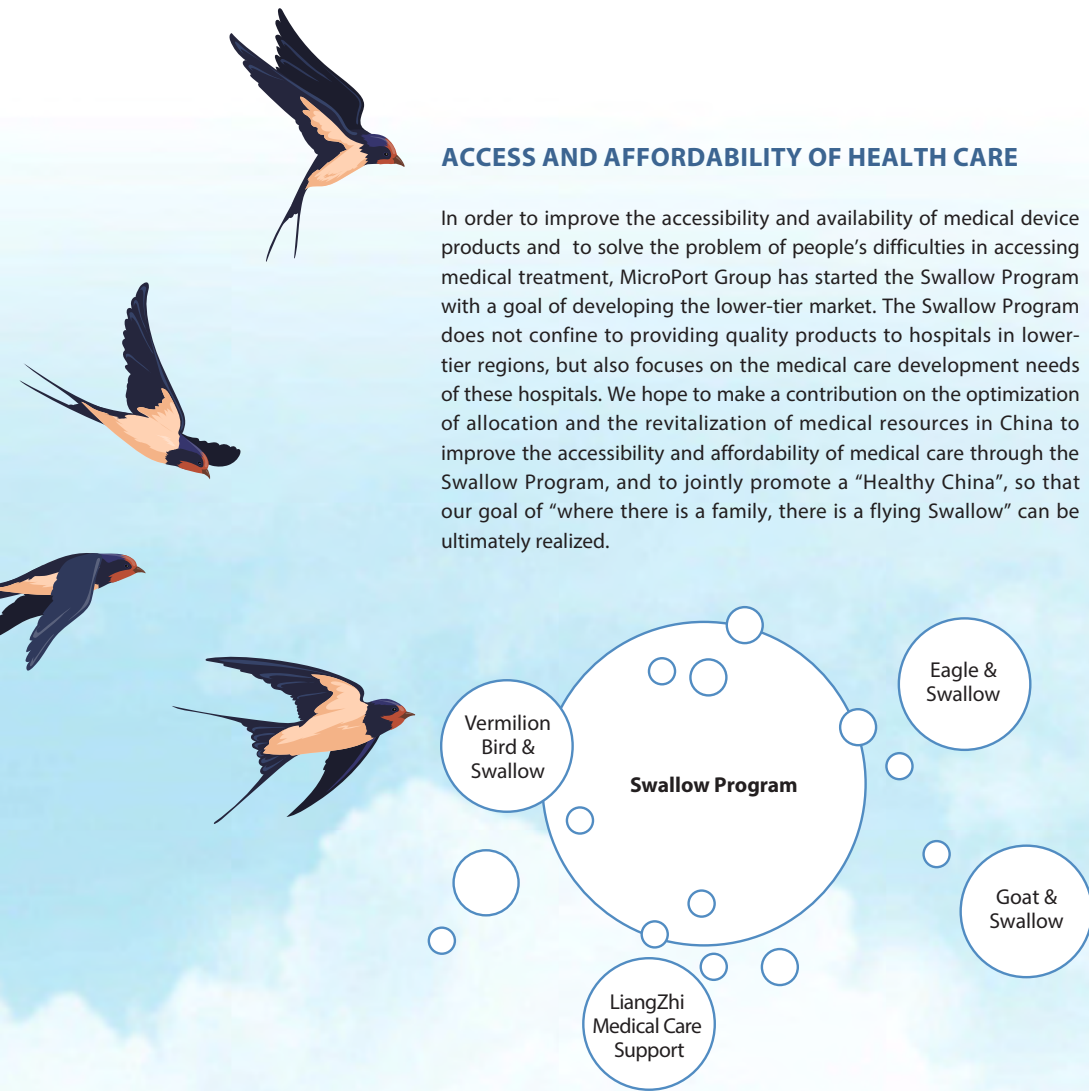 ACCESS AND AFFORDABILITY OF HEALTH CARE
In order to improve the accessibility and availability of medical device
products and to solve the problem of people's difficulties in accessing
medical treatment, MicroPort Group has started the Swallow Program
with a goal of developing the lower-tier market. The Swallow Program
does not confine to providing quality products to hospitals in lower-
tier regions, but also focuses on the medical care development needs
of these hospitals. We hope to make a contribution on the optimization
of allocation and the revitalization of medical resources in China to
improve the accessibility and affordability of medical care through the
Swallow Program, and to jointly promote a “Healthy China”, so that
our goal of “where there is a family, there is a flying Swallow” can be
ultimately realized.
Eagle &
Swallow
Vermilion
Bird &
Swallow
Swallow Program
Goat &
Swallow
LiangZhi
Medical Care
Support